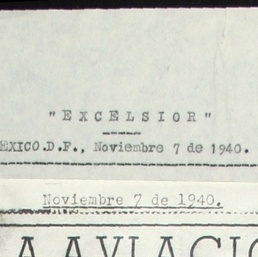 "EXCELSIOR"
EXICO.D.F., Noviembre 7 de 1940.
Noviembre 7 de 1940.
A AVIACIO